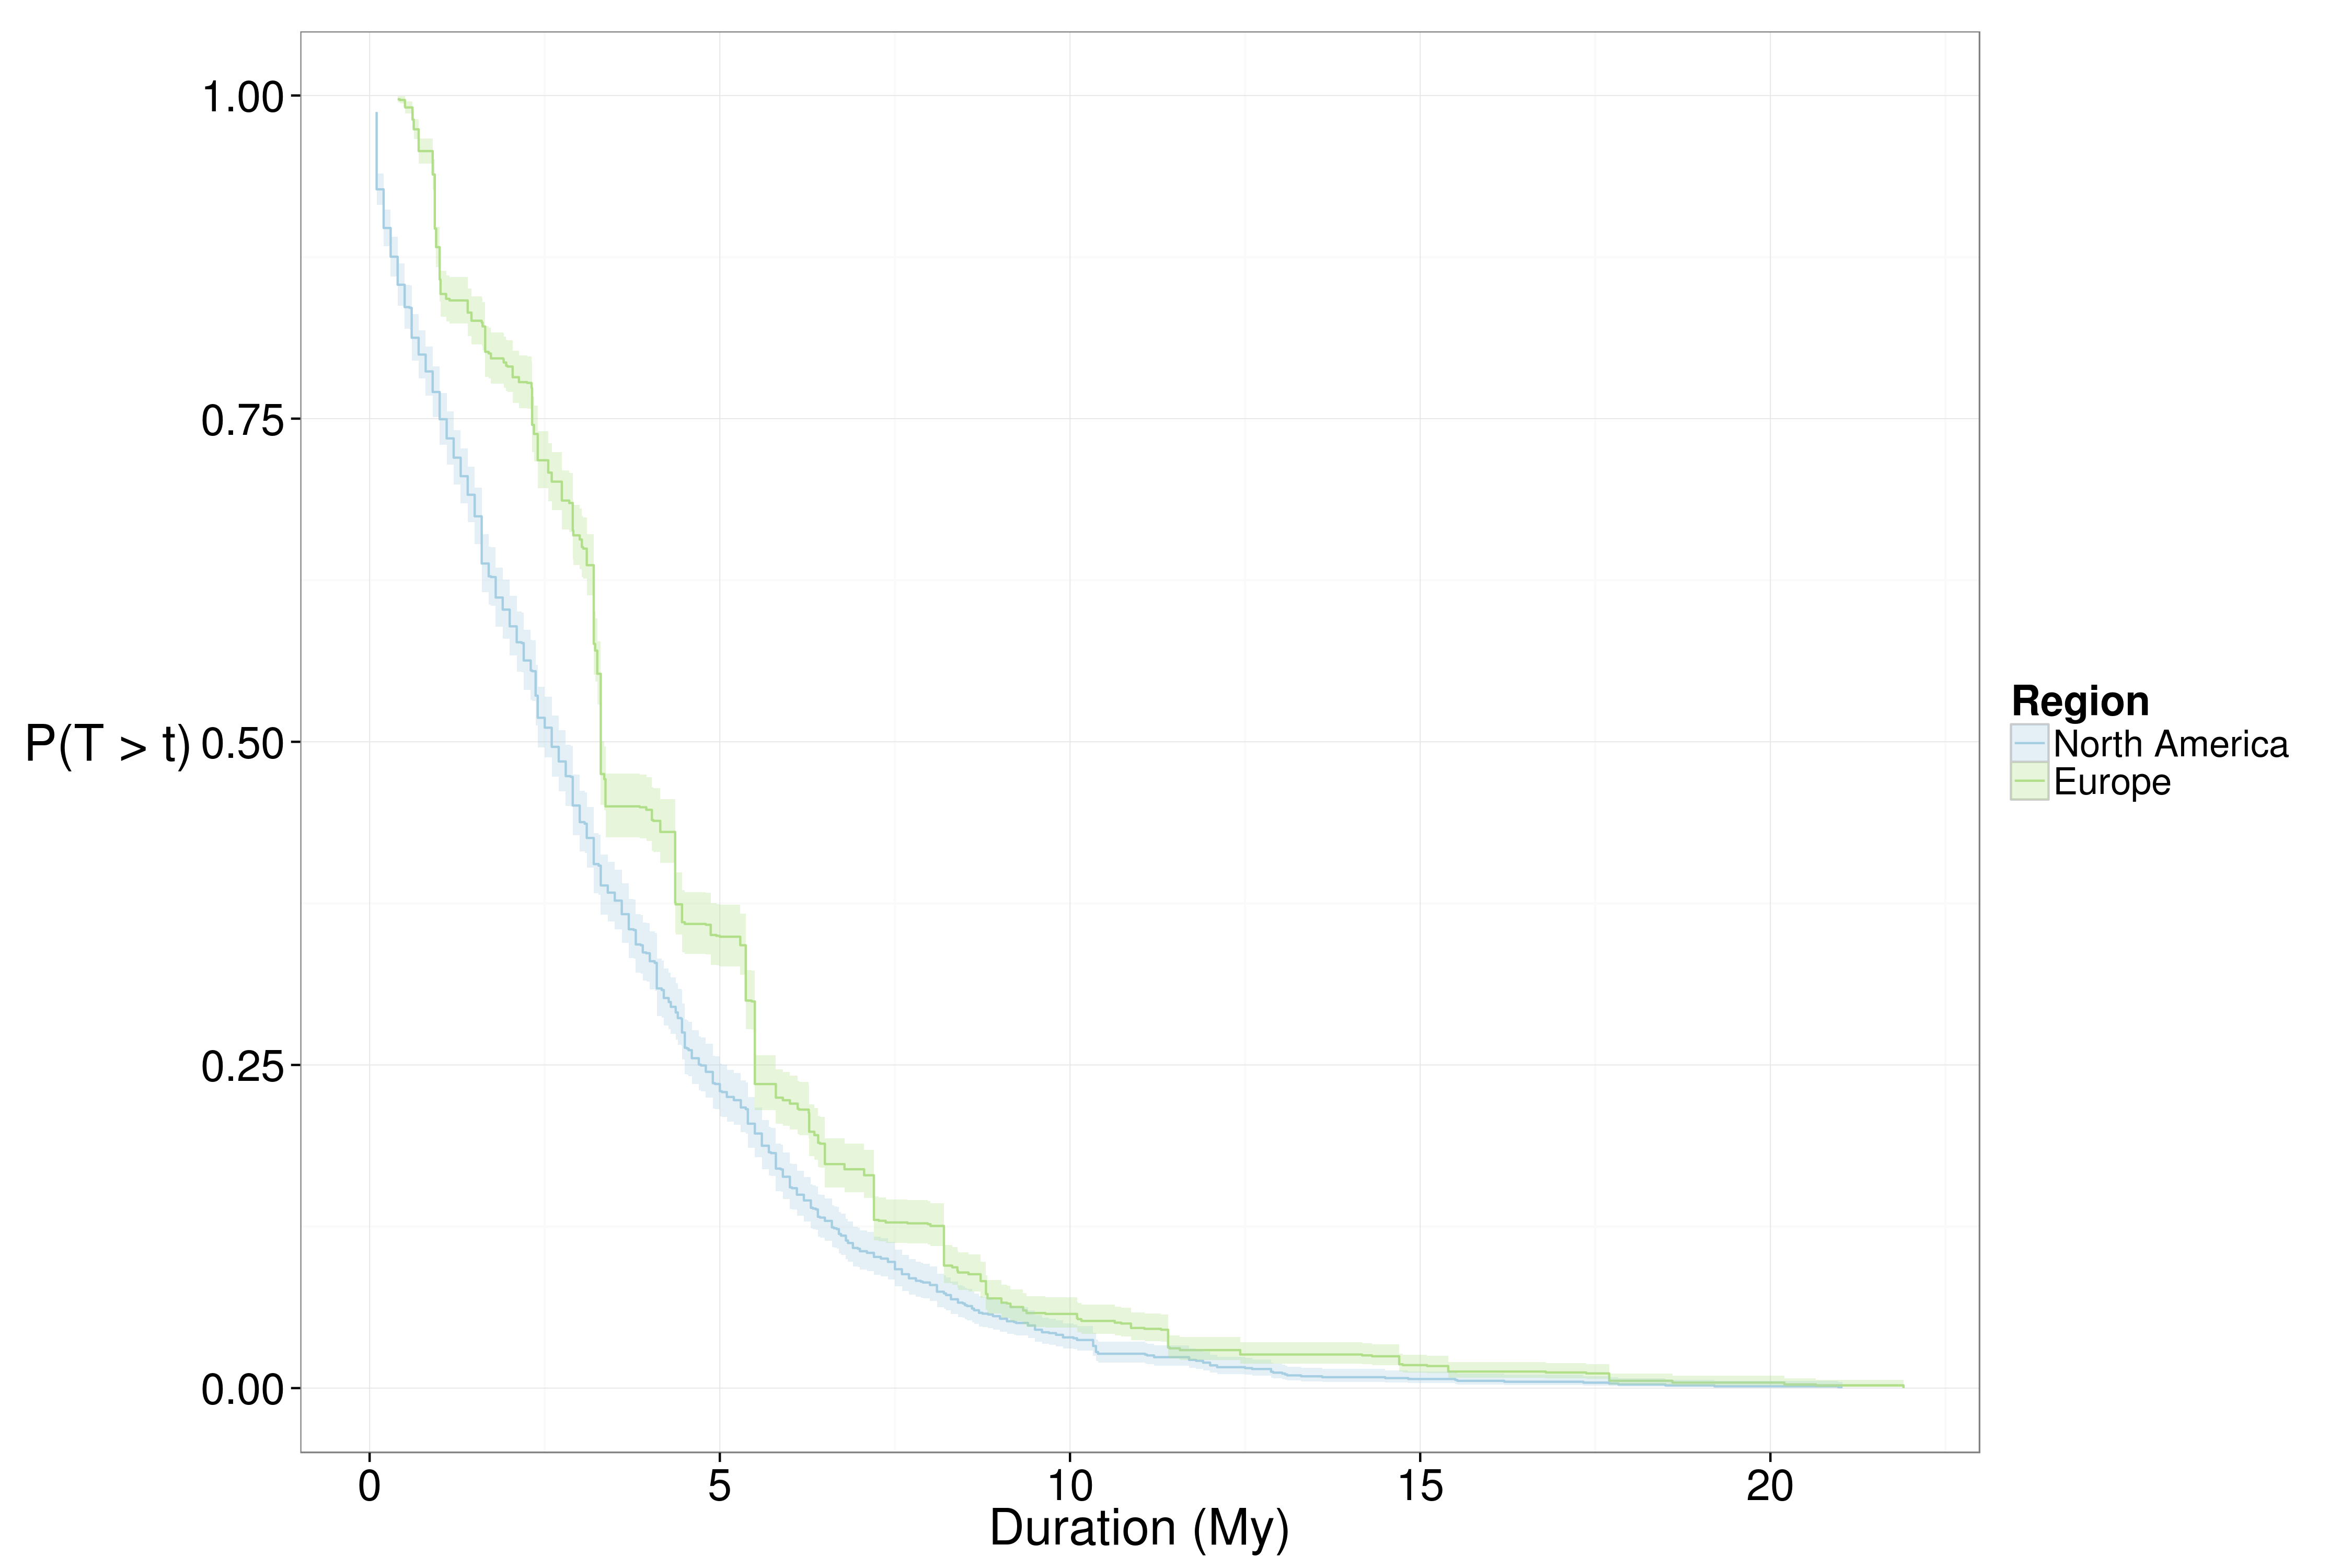 1.00
0.75
P(T > t) 0.50
0.25
0.00
0 5 10 15 20
Duration (My)
Region
North America
Europe